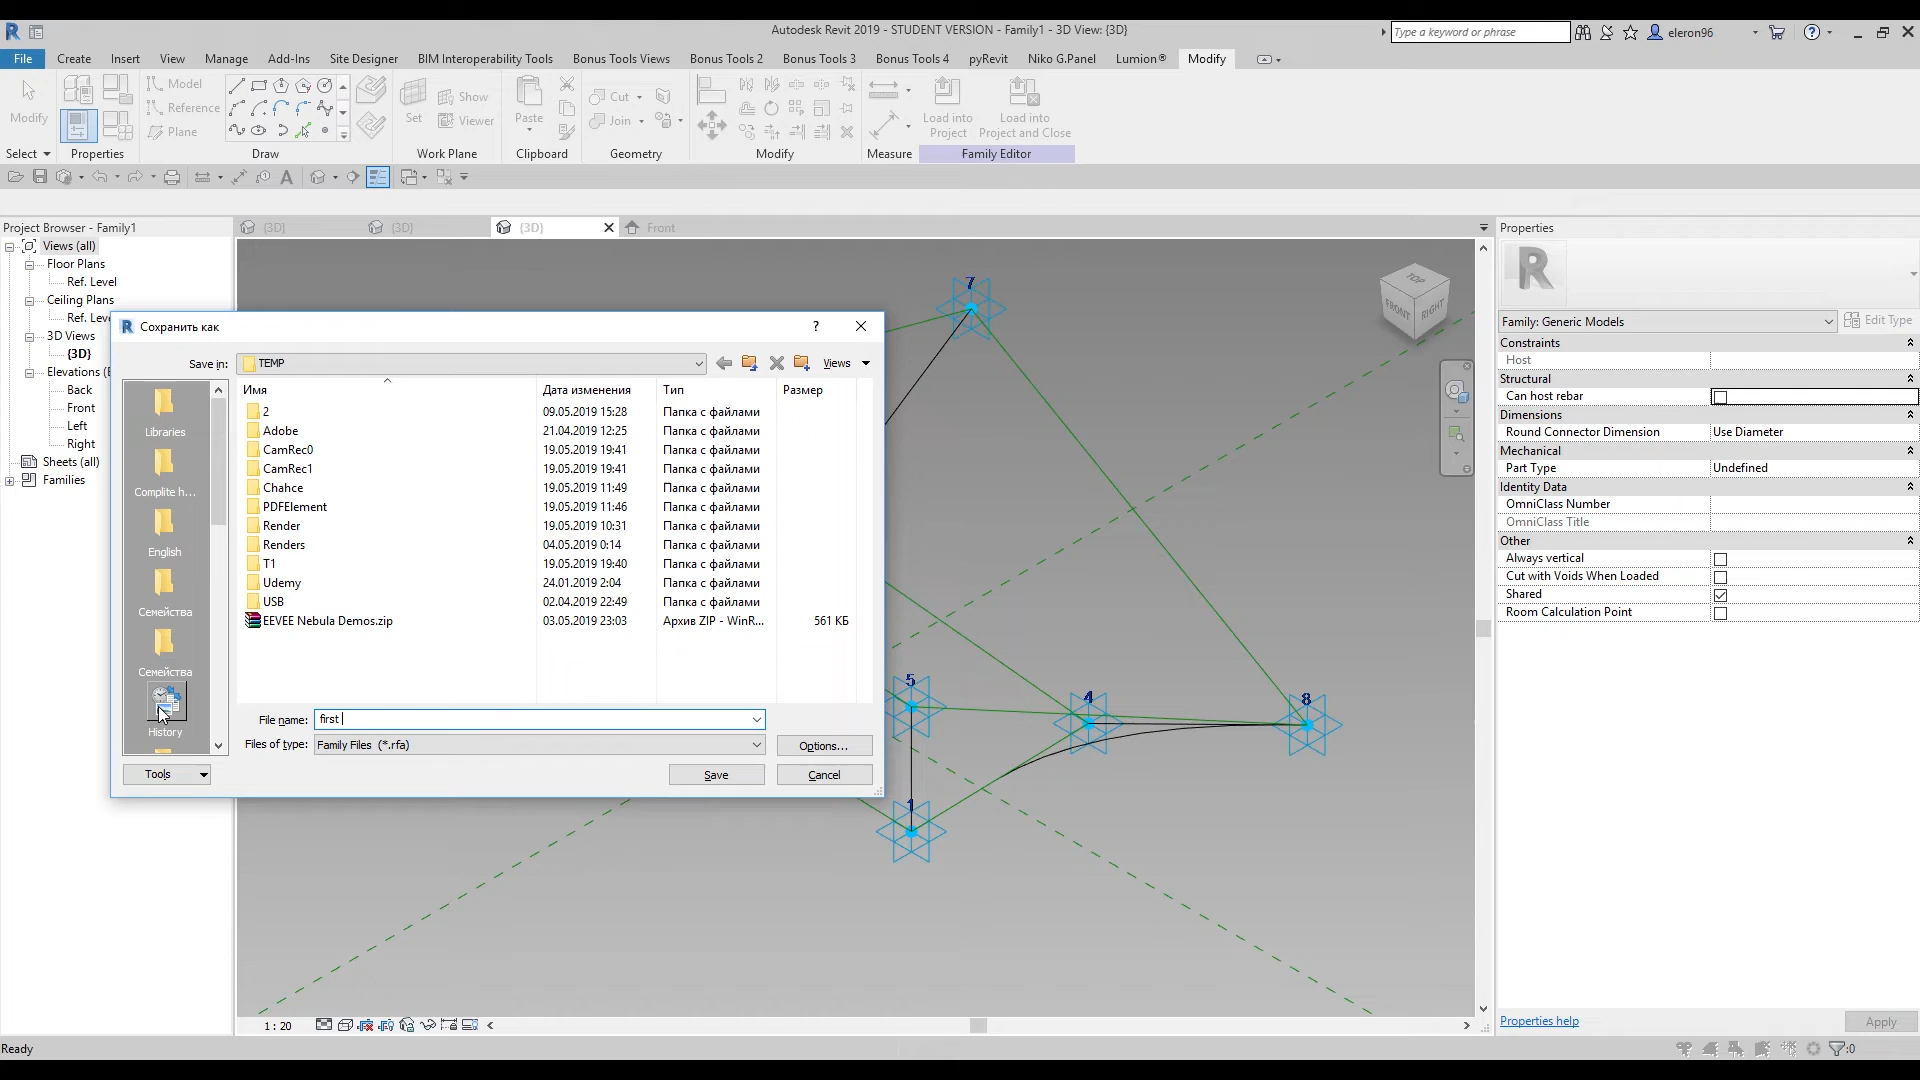 Autodesk Revit 2019 - STUDENT VERSION - Family1 - 3D View: {3D}
Type a keyword or phrase
eleron96
File Create Insert View Manage Add-Ins Site Designer BIM Interoperability Tools Bonus Tools Views Bonus Tools 2 Bonus Tools 3 Bonus Tools 4 pyRevit Niko G.Panel Lumion® Modify
Modify
Model
Reference
Plane
Set
Show
Viewer
Paste
Cut
Join
Load into
Project
Load into
Project and Close
Select Properties Draw Work Plane Clipboard Geometry Modify Measure Family Editor
Project Browser - Family1
Views (all)
Floor Plans
Ref. Level
Ceiling Plans
Ref. Leve
3D Views
{3D}
Elevations (E
Back
Front
Left
Right
Sheets (all)
Families
{3D}
{3D}
{3D}
Front
7
5
4
8
1
TOP
FRONT
RIGHT
Сохранить как
?
Save in: TEMP
Views
Имя Дата изменения Тип Размер
2 09.05.2019 15:28 Папка с файлами
Adobe 21.04.2019 12:25 Папка с файлами
CamRec0 19.05.2019 19:41 Папка с файлами
CamRec1 19.05.2019 19:41 Папка с файлами
Chahce 19.05.2019 11:49 Папка с файлами
PDFElement 19.05.2019 11:46 Папка с файлами
Render 19.05.2019 10:31 Папка с файлами
Renders 04.05.2019 0:14 Папка с файлами
T1 19.05.2019 19:40 Папка с файлами
Udemy 24.01.2019 2:04 Папка с файлами
USB 02.04.2019 22:49 Папка с файлами
EEVEE Nebula Demos.zip 03.05.2019 23:03 Архив ZIP - WinR... 561 КБ
Libraries
Complite h...
English
Семейства
Семейства
History
File name: first
Files of type: Family Files (*.rfa)
Options...
Tools
Save
Cancel
Properties
Family: Generic Models
Edit Type
Constraints
Host
Structural
Can host rebar
Dimensions
Round Connector Dimension Use Diameter
Mechanical
Part Type Undefined
Identity Data
OmniClass Number
OmniClass Title
Other
Always vertical
Cut with Voids When Loaded
Shared
Room Calculation Point
Properties help
Apply
1 : 20
Ready
:0